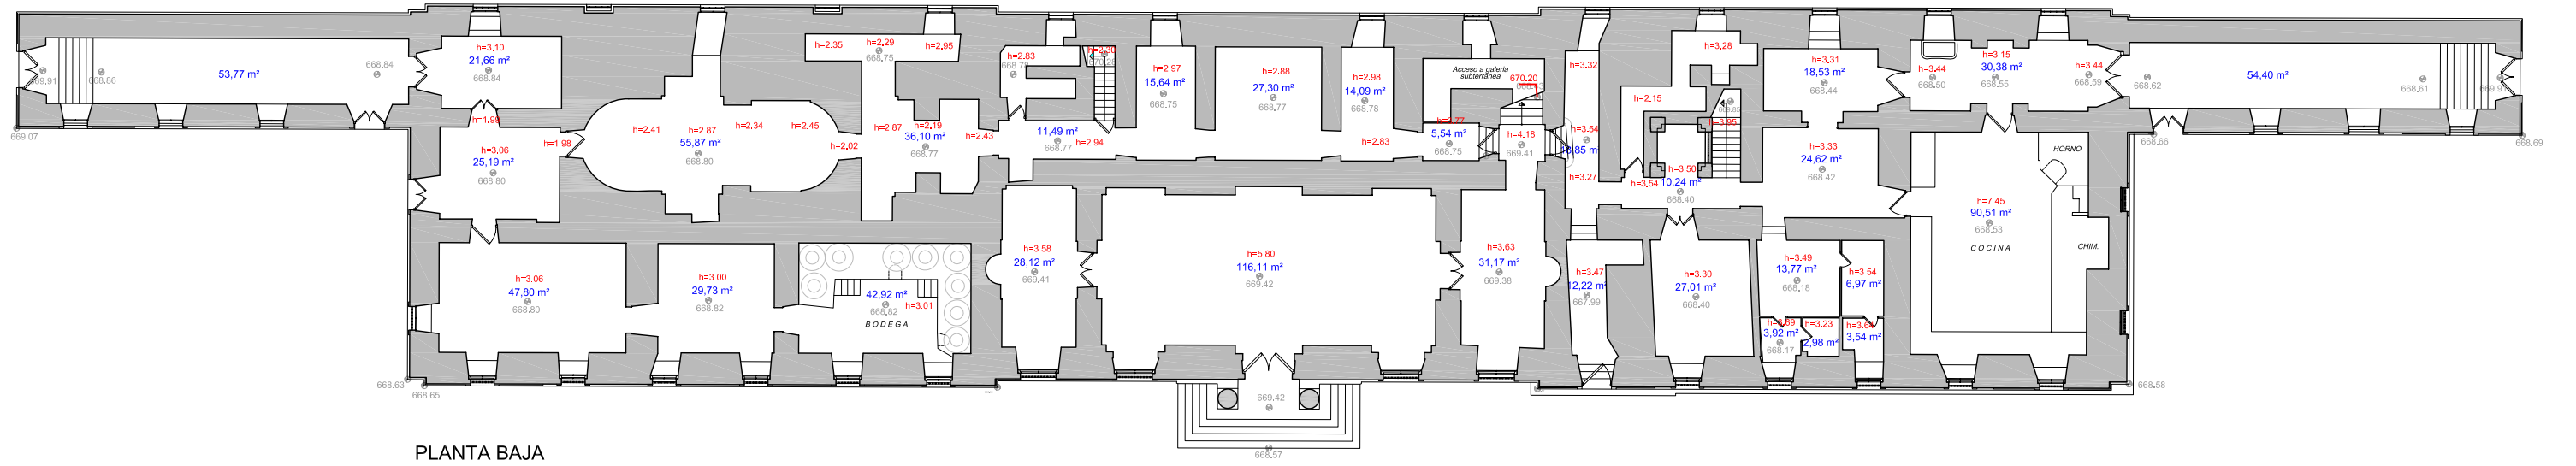 669.91
668.86
53,77 m²
668.84
669.07
h=3,10
21,66 m²
668.84
h=1.99
h=3.06
25,19 m²
668.80
h=1.98
h=2.41
h=2.87
55,87 m²
668.80
h=2.34
h=2.45
h=2.02
h=2.35
h=2.29
668.75
h=2.95
h=2.87
h=2.19
36,10 m²
668.77
h=2.43
h=2.83
h=2.30
11,49 m²
668.77
h=2.94
h=2.97
15,64 m²
668.75
h=2.88
27,30 m²
668.77
h=2.98
14,09 m²
668.78
h=2.83
Acceso a galería
subterránea
670.20
h=2.77
5,54 m²
668.75
h=4.18
669.41
h=3.32
h=3.54
h=3.27
h=3.28
h=2.15
h=3.95
h=3.50
h=3.54
10,24 m²
668.40
h=3.31
18,53 m²
668.44
h=3.33
24,62 m²
668.42
h=3.44
668.50
h=3.15
30,38 m²
668.55
h=3.44
668.59
668.62
54,40 m²
668.61
668.66
668.69
HORNO
h=7.45
90,51 m²
668.53
COCINA
CHIM.
h=3.06
47,80 m²
668.80
h=3.00
29,73 m²
668.82
42,92 m²
668.82
h=3.01
BODEGA
h=3.58
28,12 m²
669.41
h=5.80
116,11 m²
669.42
h=3,63
31,17 m²
669.38
h=3.47
12,22 m²
667.99
h=3.30
27,01 m²
668.40
h=3.49
13,77 m²
668.18
h=3.54
6,97 m²
h=3.69
3,92 m²
668.17
h=3.23
2,98 m²
h=3.64
3,54 m²
668.63
668.65
669.42
668.57
668.58
PLANTA BAJA